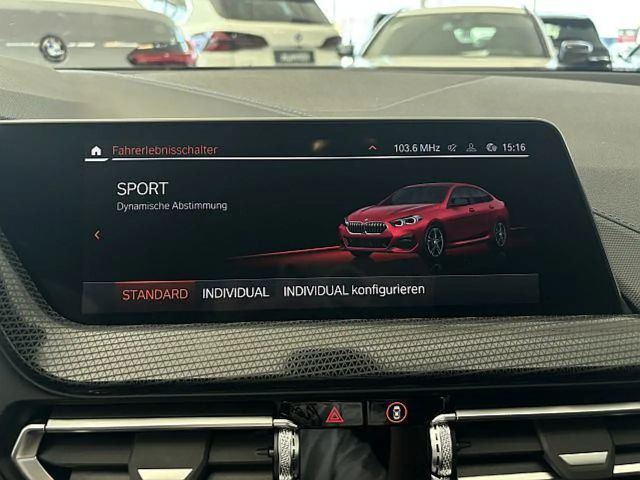 Fahrerlebnisschalter
103.6 MHz 15:16
SPORT
Dynamische Abstimmung
STANDARD INDIVIDUAL INDIVIDUAL konfigurieren